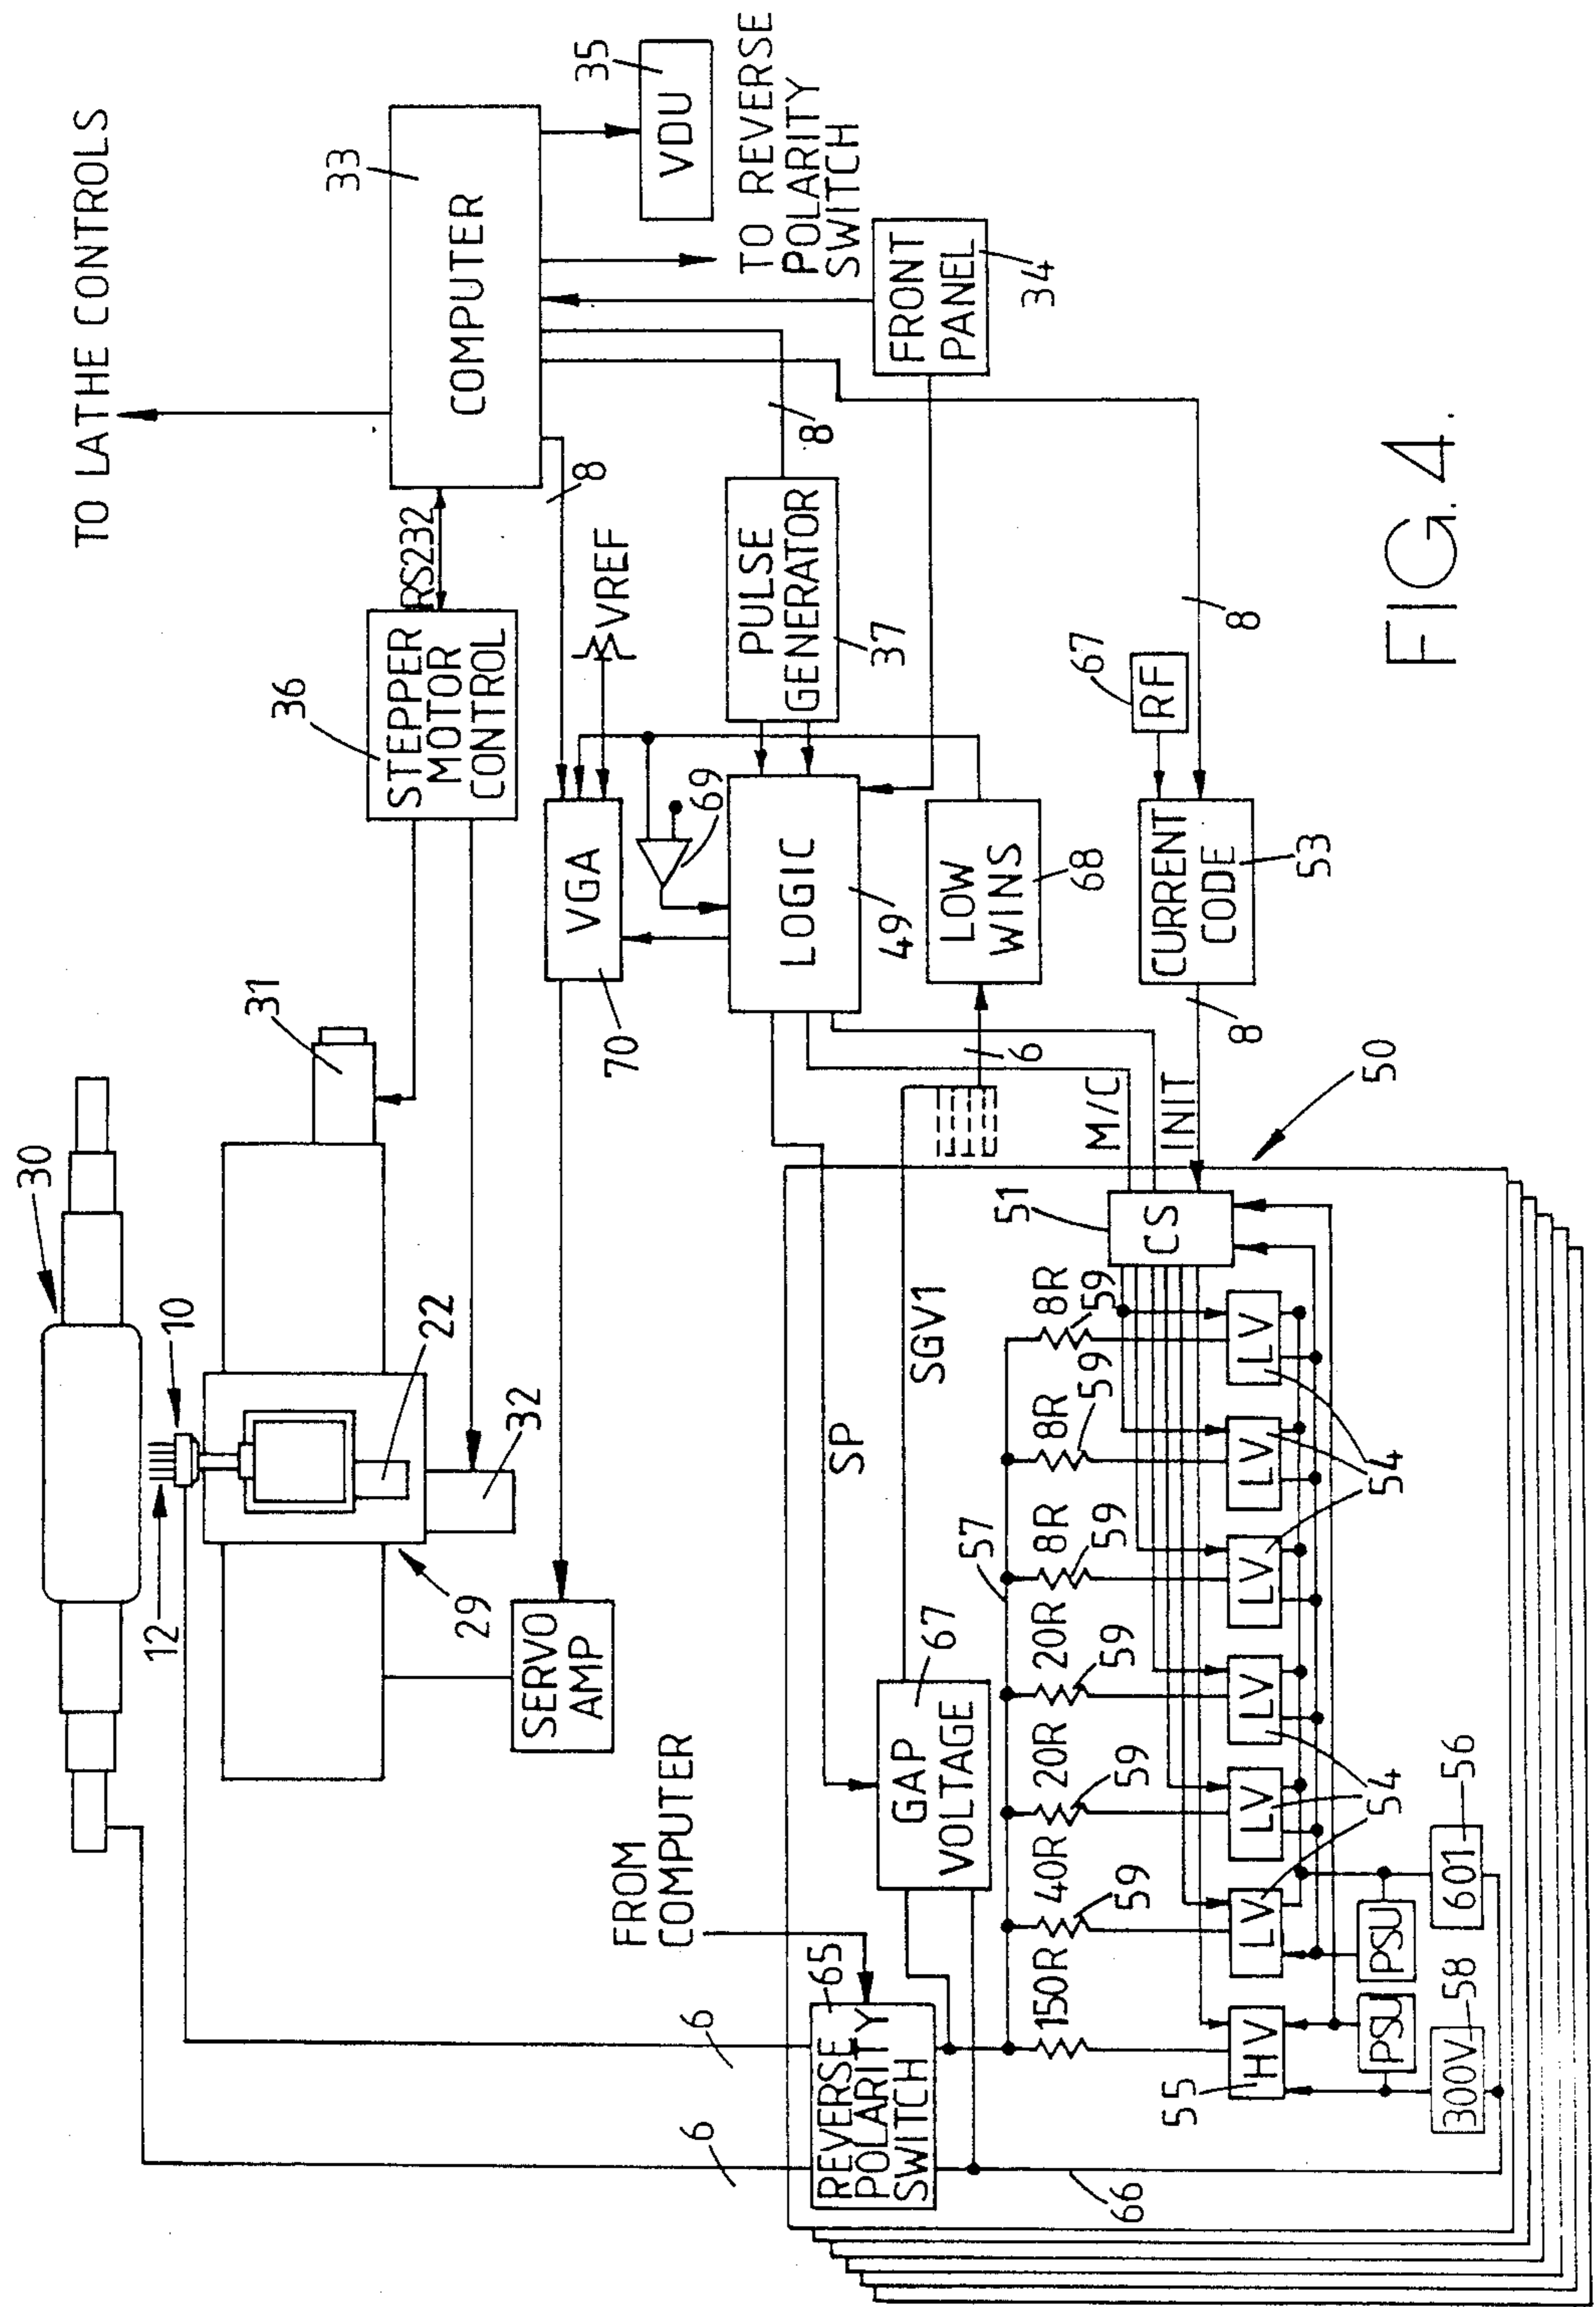 TO LATHE THE CONTROLS
33
COMPUTER
35
VDU
TO REVERSE
POLARITY
SWITCH
FRONT
PANEL
34
RS232
36
STEPPER
MOTOR
CONTROL
8
VREF
8
PULSE
GENERATOR
37
VGA
70
69
LOGIC
49
LOW
WINS
68
67
RF
8
CURRENT
CODE
53
8
6
M/C
INIT
50
31
30
10
22
32
12
29
SERVO
AMP
SP
SGV1
51
CS
FROM
COMPUTER
6
6
65
REVERSE
POLARITY
SWITCH
GAP
VOLTAGE
67
57
150R
40R
20R
20R
8R
8R
8R
59
59
59
59
59
59
55
HV
LV
LV
LV
LV
LV
LV
54
54
PSU
PSU
300V
58
601
56
66
FIG. 4.